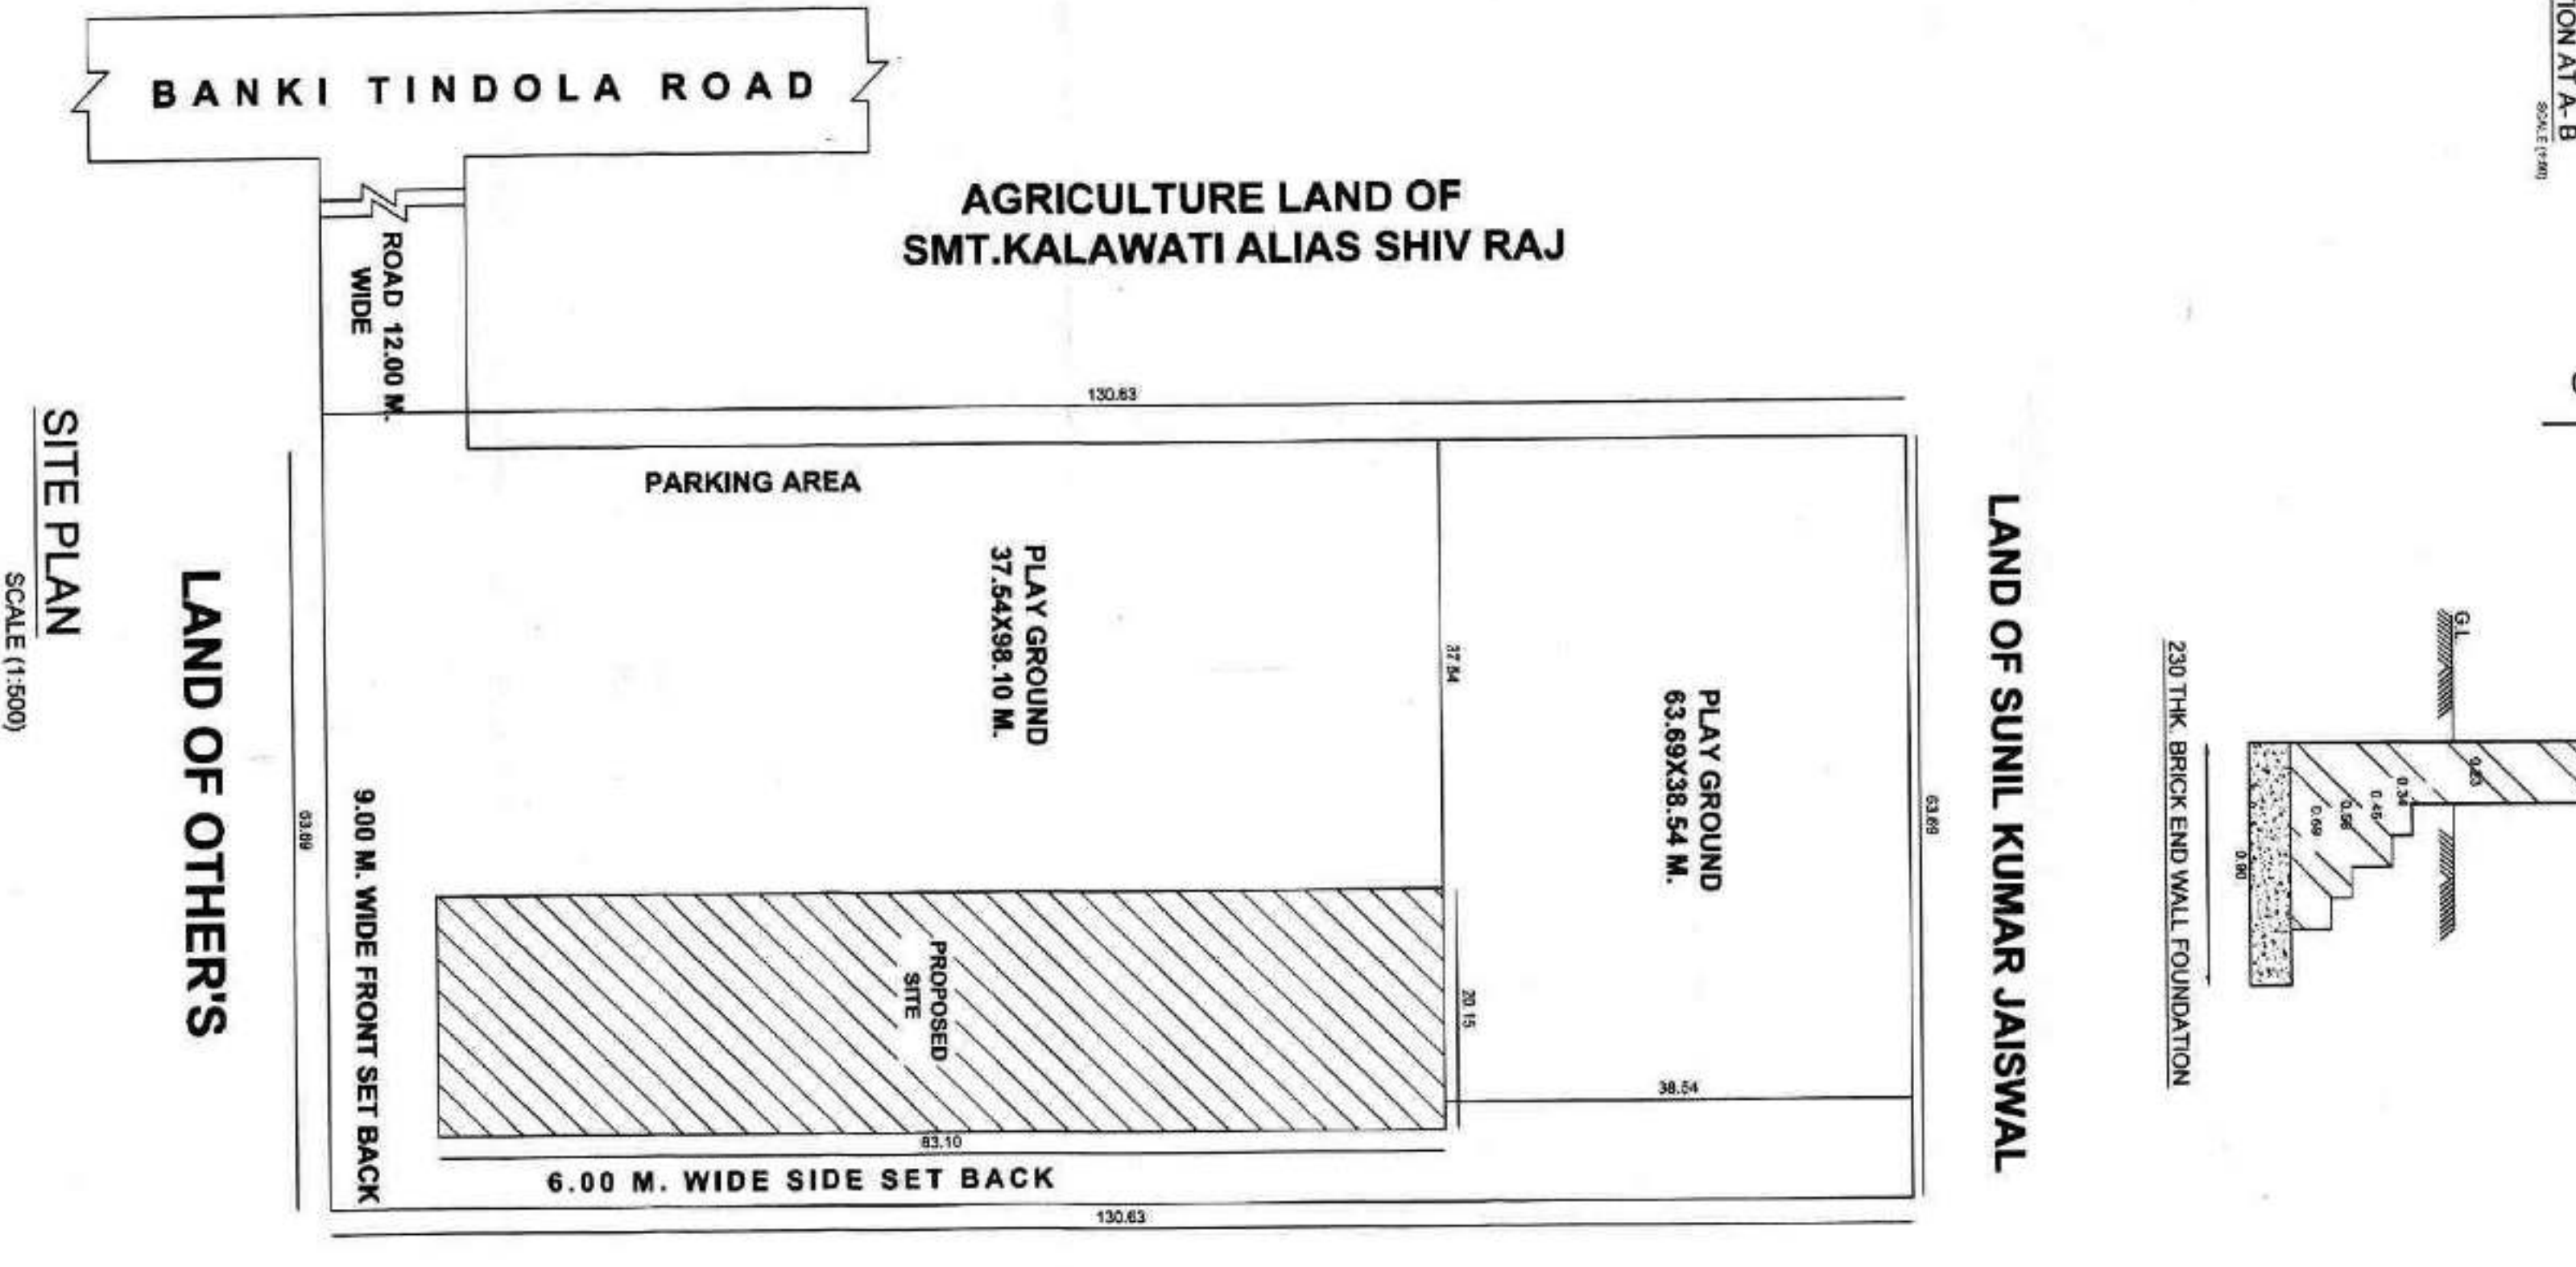 BANKI TINDOLA ROAD
ROAD 12.00 M.
WIDE
AGRICULTURE LAND OF
SMT.KALAWATI ALIAS SHIV RAJ
130.63
PARKING AREA
PLAY GROUND
37.54X98.10 M.
37.54
PLAY GROUND
63.69X38.54 M.
63.69
LAND OF SUNIL KUMAR JAISWAL
SITE PLAN
SCALE (1:500)
LAND OF OTHER'S
63.69
9.00 M. WIDE FRONT SET BACK
PROPOSED
SITE
20.15
38.54
83.10
6.00 M. WIDE SIDE SET BACK
130.63
ION AT A-B
G.L.
0.23
0.34
0.45
0.56
0.69
0.90
230 THK. BRICK END WALL FOUNDATION